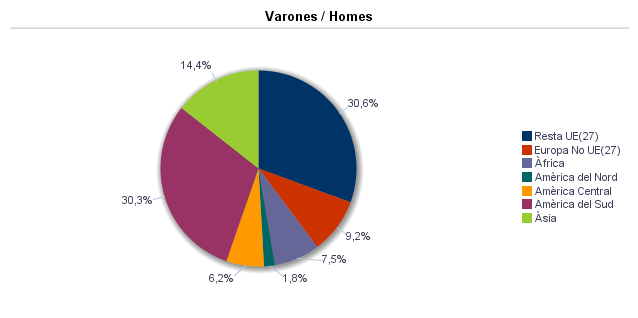 Varones / Homes
14,4%
30,6%
30,3%
9,2%
7,5%
6,2%
1,8%
Resta UE(27)
Europa No UE(27)
Àfrica
Amèrica del Nord
Amèrica Central
Amèrica del Sud
Àsia